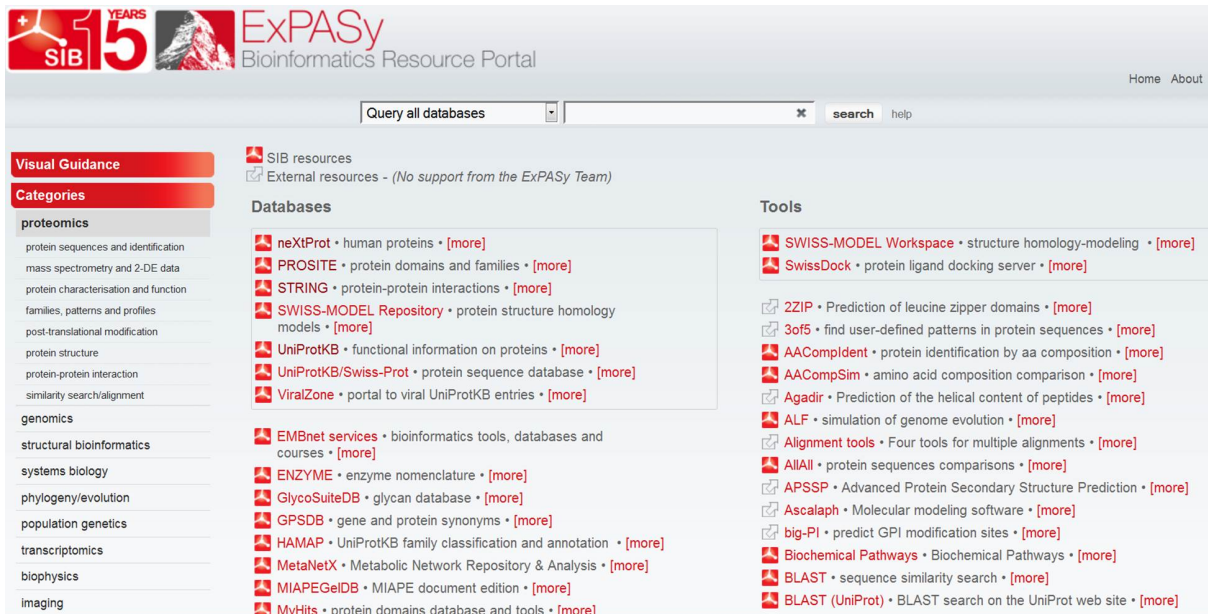 YEARS
SIB 15
ExPASy
Bioinformatics Resource Portal
Home About
Query all databases
search help
Visual Guidance
Categories
proteomics
protein sequences and identification
mass spectrometry and 2-DE data
protein characterisation and function
families, patterns and profiles
post-translational modification
protein structure
protein-protein interaction
similarity search/alignment
genomics
structural bioinformatics
systems biology
phylogeny/evolution
population genetics
transcriptomics
biophysics
imaging
SIB resources
External resources - (No support from the ExPASy Team)
Databases
neXtProt • human proteins • [more]
PROSITE • protein domains and families • [more]
STRING • protein-protein interactions • [more]
SWISS-MODEL Repository • protein structure homology
models • [more]
UniProtKB • functional information on proteins • [more]
UniProtKB/Swiss-Prot • protein sequence database • [more]
ViralZone • portal to viral UniProtKB entries • [more]
EMBnet services • bioinformatics tools, databases and
courses • [more]
ENZYME • enzyme nomenclature • [more]
GlycoSuiteDB • glycan database • [more]
GPSDB • gene and protein synonyms • [more]
HAMAP • UniProtKB family classification and annotation • [more]
MetaNetX • Metabolic Network Repository & Analysis • [more]
MIAPEGelDB • MIAPE document edition • [more]
MyHits • protein domains database and tools • [more]
Tools
SWISS-MODEL Workspace • structure homology-modeling • [more]
SwissDock • protein ligand docking server • [more]
2ZIP • Prediction of leucine zipper domains • [more]
3of5 • find user-defined patterns in protein sequences • [more]
AACompIdent • protein identification by aa composition • [more]
AACompSim • amino acid composition comparison • [more]
Agadir • Prediction of the helical content of peptides • [more]
ALF • simulation of genome evolution • [more]
Alignment tools • Four tools for multiple alignments • [more]
AllAll • protein sequences comparisons • [more]
APSSP • Advanced Protein Secondary Structure Prediction • [more]
Ascalaph • Molecular modeling software • [more]
big-PI • predict GPI modification sites • [more]
Biochemical Pathways • Biochemical Pathways • [more]
BLAST • sequence similarity search • [more]
BLAST (UniProt) • BLAST search on the UniProt web site • [more]